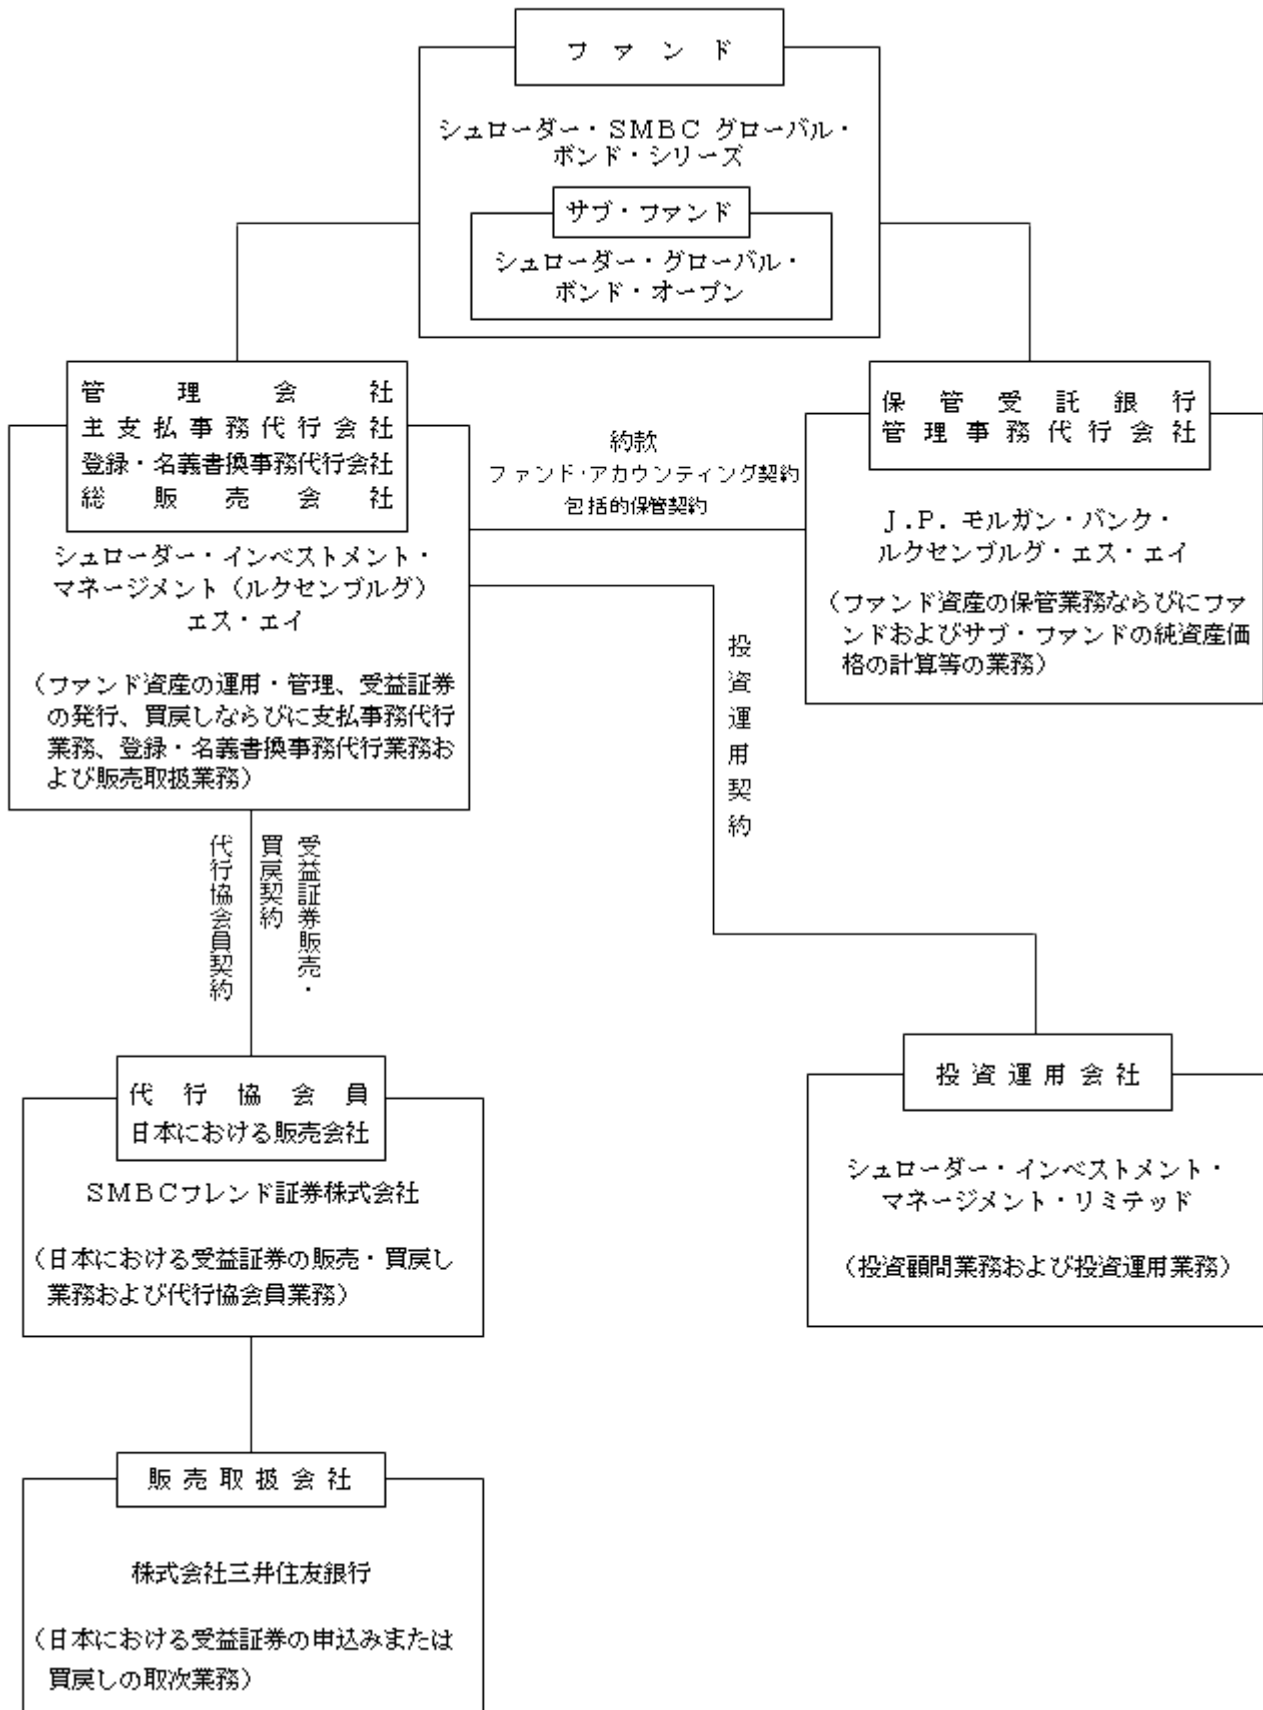 ファンド
シュローダー・SMBC グローバル・
ボンド・シリーズ
サブ・ファンド
シュローダー・グローバル・
ボンド・オープン
管理会社
主支払事務代行会社
登録・名義書換事務代行会社
総販売会社
シュローダー・インベストメント・
マネージメント（ルクセンブルグ）
エス・エイ
（ファンド資産の運用・管理、受益証券
の発行、買戻しならびに支払事務代行
業務、登録・名義書換事務代行業務お
よび販売取扱業務）
約款
ファンド・アカウンティング契約
包括的保管契約
保管受託銀行
管理事務代行会社
J.P. モルガン・バンク・
ルクセンブルグ・エス・エイ
（ファンド資産の保管業務ならびにファ
ンドおよびサブ・ファンドの純資産価
格の計算等の業務）
投資運用契約
代行協会員契約
受益証券販売・
買戻契約
代行協会員
日本における販売会社
SMBCフレンド証券株式会社
（日本における受益証券の販売・買戻し
業務および代行協会員業務）
投資運用会社
シュローダー・インベストメント・
マネージメント・リミテッド
（投資顧問業務および投資運用業務）
販売取扱会社
株式会社三井住友銀行
（日本における受益証券の申込みまたは
買戻しの取次業務）